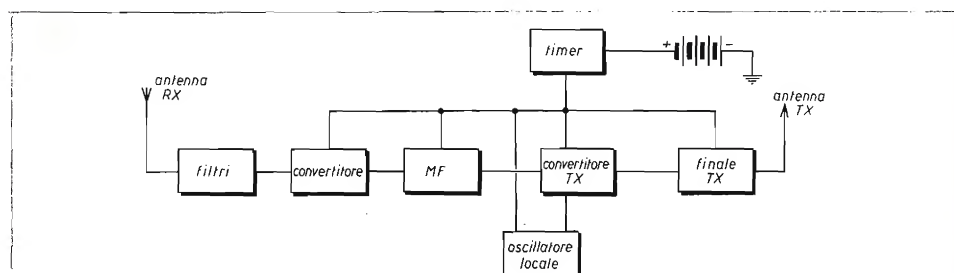 timer
+ -
antenna
RX
antenna
TX
filtri
convertitore
MF
convertitore
TX
finale
TX
oscillatore
locale